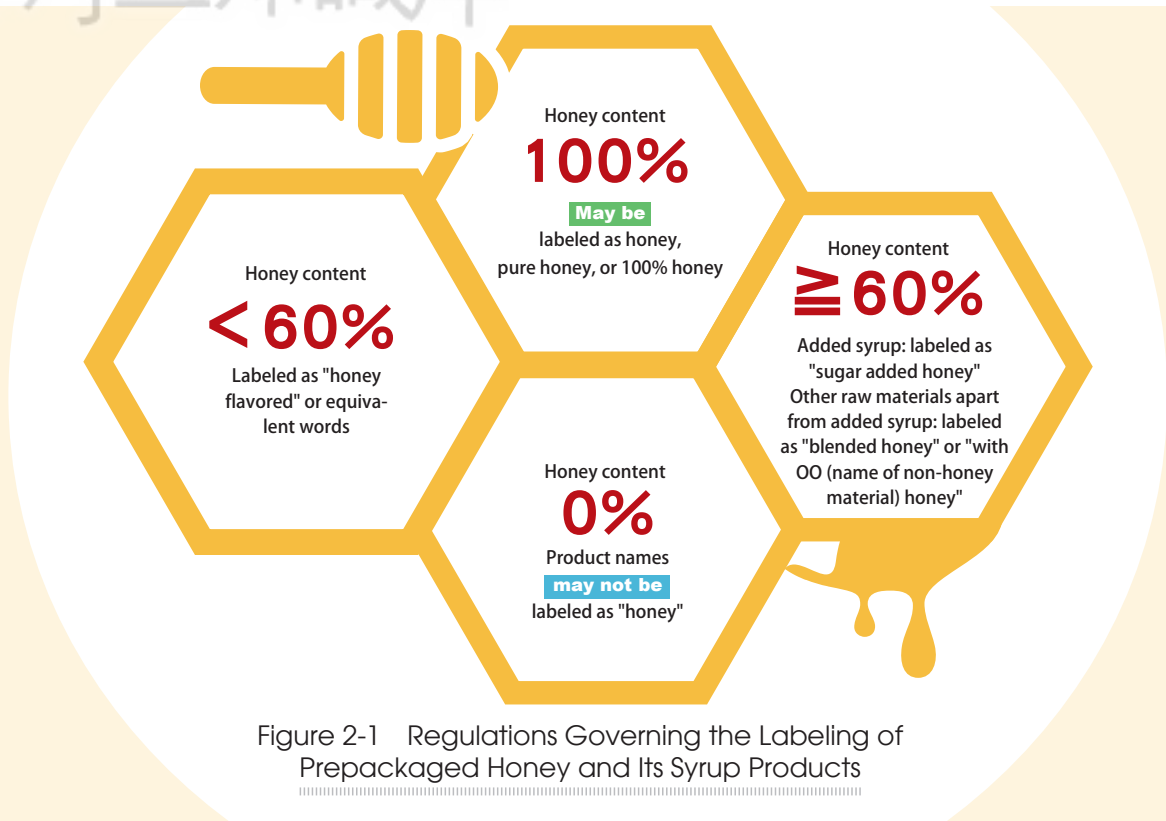 Honey content
100%
May be
labeled as honey,
pure honey, or 100% honey
Honey content
< 60%
Labeled as "honey
flavored" or equiva-
lent words
Honey content
≧ 60%
Added syrup: labeled as
"sugar added honey"
Other raw materials apart
from added syrup: labeled
as "blended honey" or "with
OO (name of non-honey
material) honey"
Honey content
0%
Product names
may not be
labeled as "honey"
Figure 2-1 Regulations Governing the Labeling of
Prepackaged Honey and Its Syrup Products